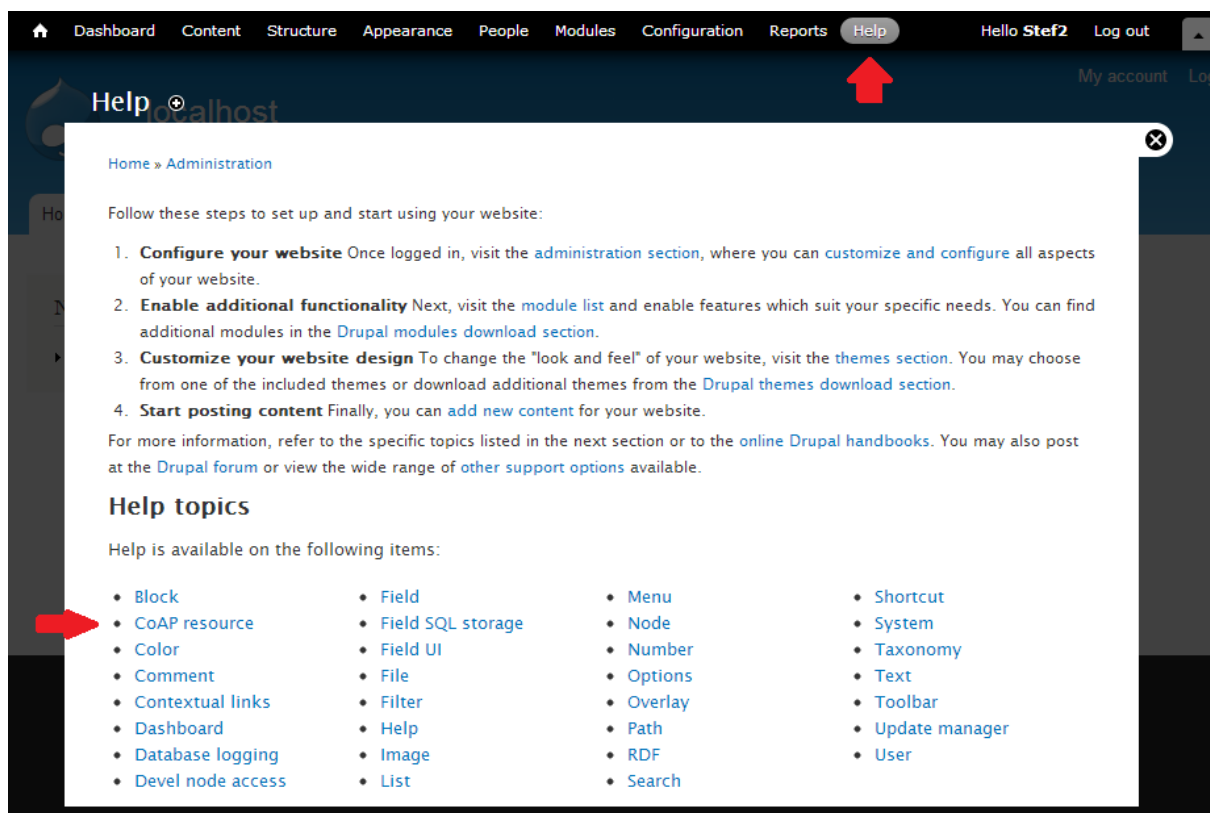 Dashboard Content Structure Appearance People Modules Configuration Reports Help Hello Stef2 Log out
My account Lo
Help
localhost
Home » Administration
Ho
Follow these steps to set up and start using your website:
1. Configure your website Once logged in, visit the administration section, where you can customize and configure all aspects
of your website.
2. Enable additional functionality Next, visit the module list and enable features which suit your specific needs. You can find
additional modules in the Drupal modules download section.
3. Customize your website design To change the "look and feel" of your website, visit the themes section. You may choose
from one of the included themes or download additional themes from the Drupal themes download section.
4. Start posting content Finally, you can add new content for your website.
For more information, refer to the specific topics listed in the next section or to the online Drupal handbooks. You may also post
at the Drupal forum or view the wide range of other support options available.
Help topics
Help is available on the following items:
• Block
• CoAP resource
• Color
• Comment
• Contextual links
• Dashboard
• Database logging
• Devel node access
• Field
• Field SQL storage
• Field UI
• File
• Filter
• Help
• Image
• List
• Menu
• Node
• Number
• Options
• Overlay
• Path
• RDF
• Search
• Shortcut
• System
• Taxonomy
• Text
• Toolbar
• Update manager
• User